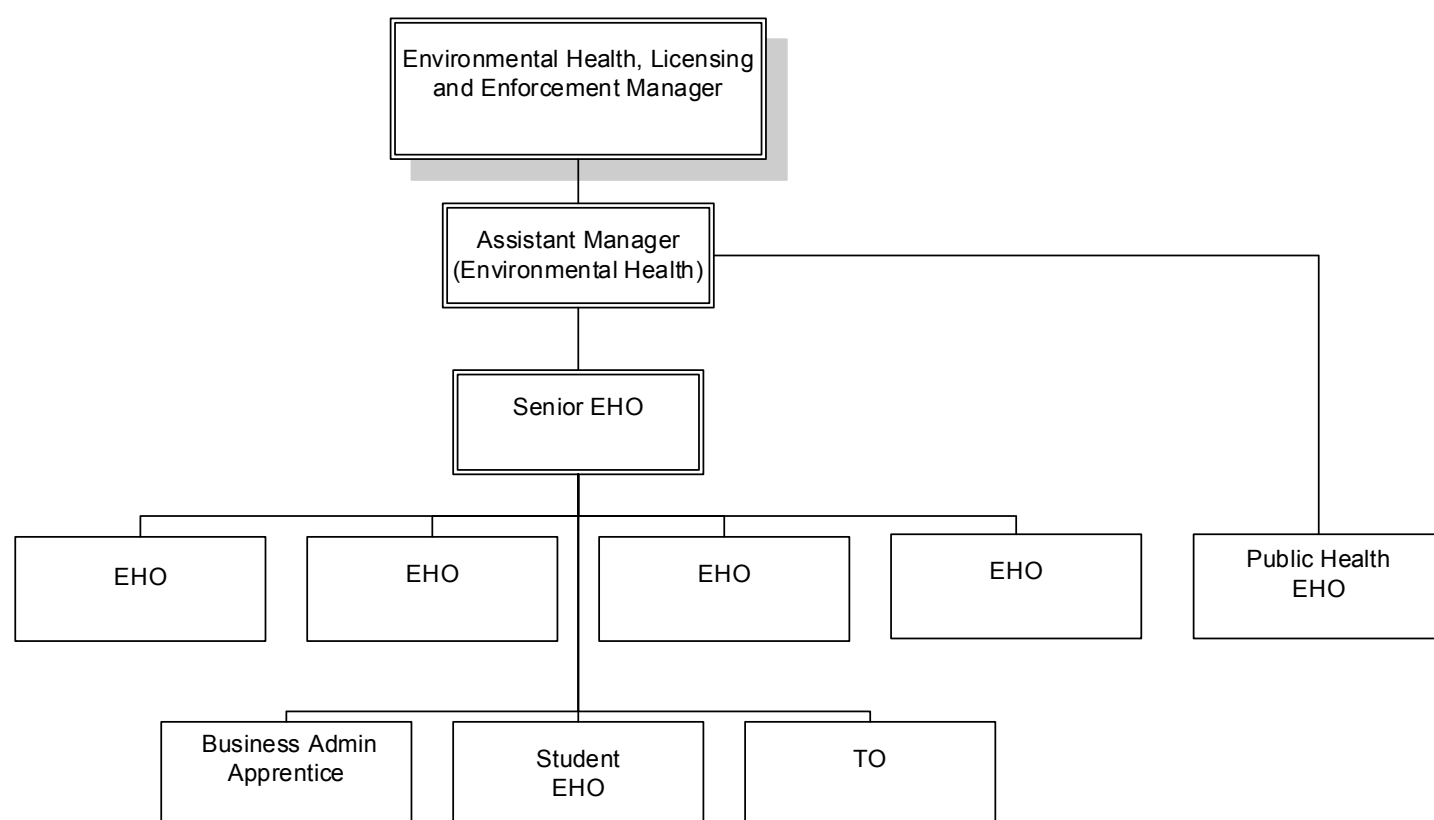 Environmental Health, Licensing
and Enforcement Manager
Assistant Manager
(Environmental Health)
Senior EHO
EHO
EHO
EHO
EHO
Public Health
EHO
Business Admin
Apprentice
Student
EHO
TO